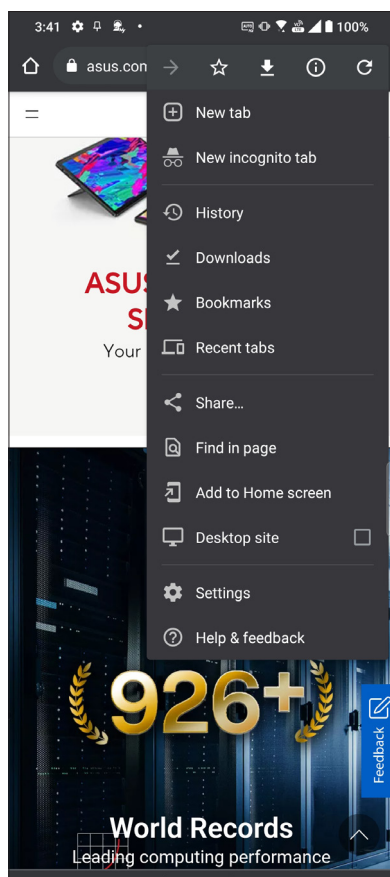 3:41
100%
asus.com
New tab
New incognito tab
History
Downloads
ASUS
Bookmarks
Your
Recent tabs
Share...
Find in page
Add to Home screen
Desktop site
Settings
Help & feedback
926+
Feedback
World Records
Leading computing performance